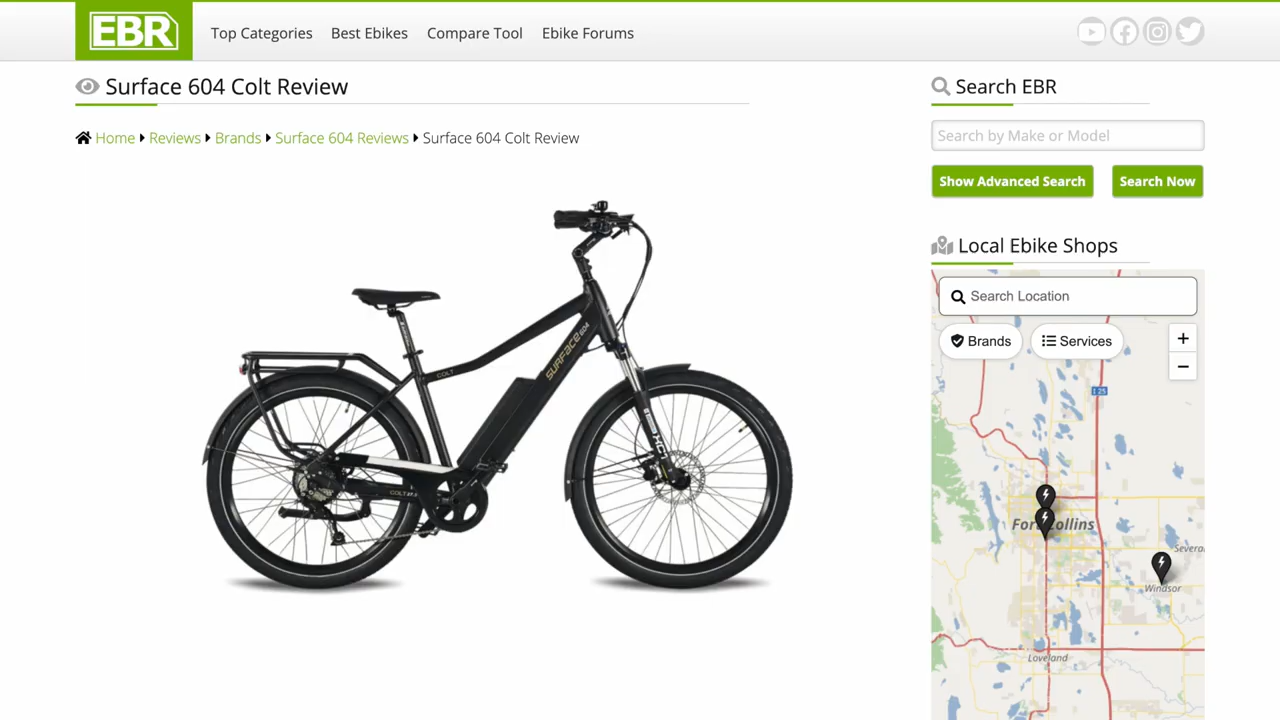 EBR
Top Categories
Best Ebikes
Compare Tool
Ebike Forums
Surface 604 Colt Review
Home
Reviews
Brands
Surface 604 Reviews
Surface 604 Colt Review
SURFACE 604
COLT
COLT
Search EBR
Search by Make or Model
Show Advanced Search
Search Now
Local Ebike Shops
Search Location
Brands
Services
+
−
I 25
Fort Collins
Windsor
Loveland